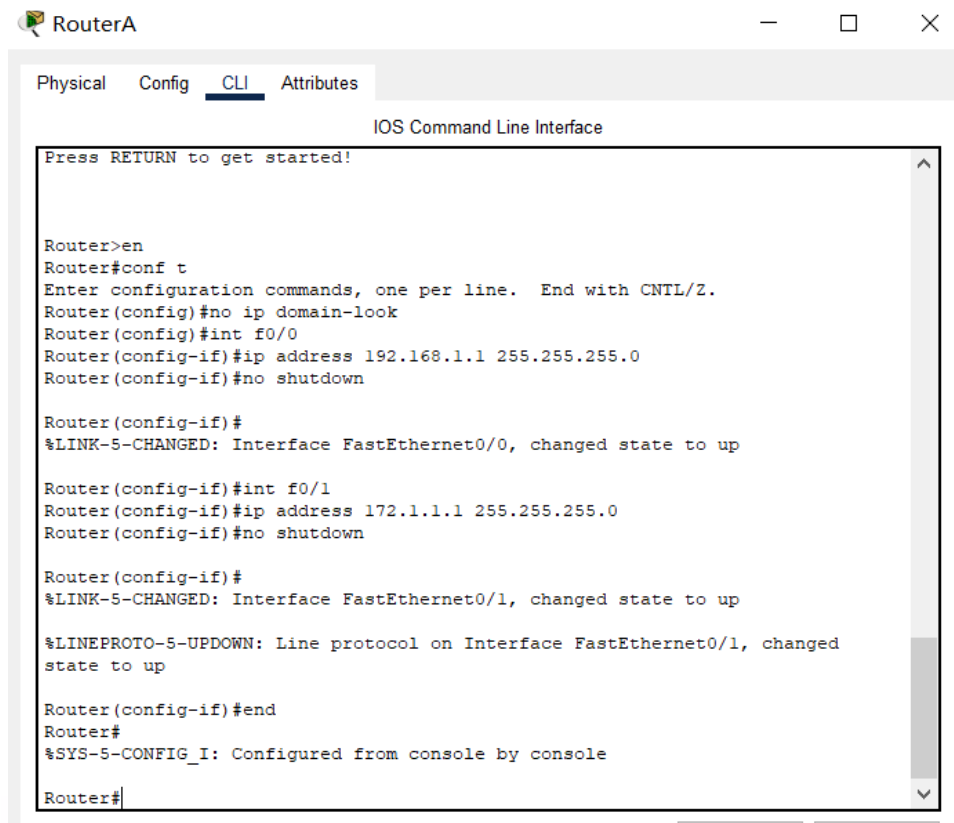 RouterA
Physical Config CLI Attributes
IOS Command Line Interface
Press RETURN to get started!
Router>en
Router#conf t
Enter configuration commands, one per line.  End with CNTL/Z.
Router(config)#no ip domain-look
Router(config)#int f0/0
Router(config-if)#ip address 192.168.1.1 255.255.255.0
Router(config-if)#no shutdown
Router(config-if)#
%LINK-5-CHANGED: Interface FastEthernet0/0, changed state to up
Router(config-if)#int f0/1
Router(config-if)#ip address 172.1.1.1 255.255.255.0
Router(config-if)#no shutdown
Router(config-if)#
%LINK-5-CHANGED: Interface FastEthernet0/1, changed state to up
%LINEPROTO-5-UPDOWN: Line protocol on Interface FastEthernet0/1, changed
state to up
Router(config-if)#end
Router#
%SYS-5-CONFIG_I: Configured from console by console
Router#